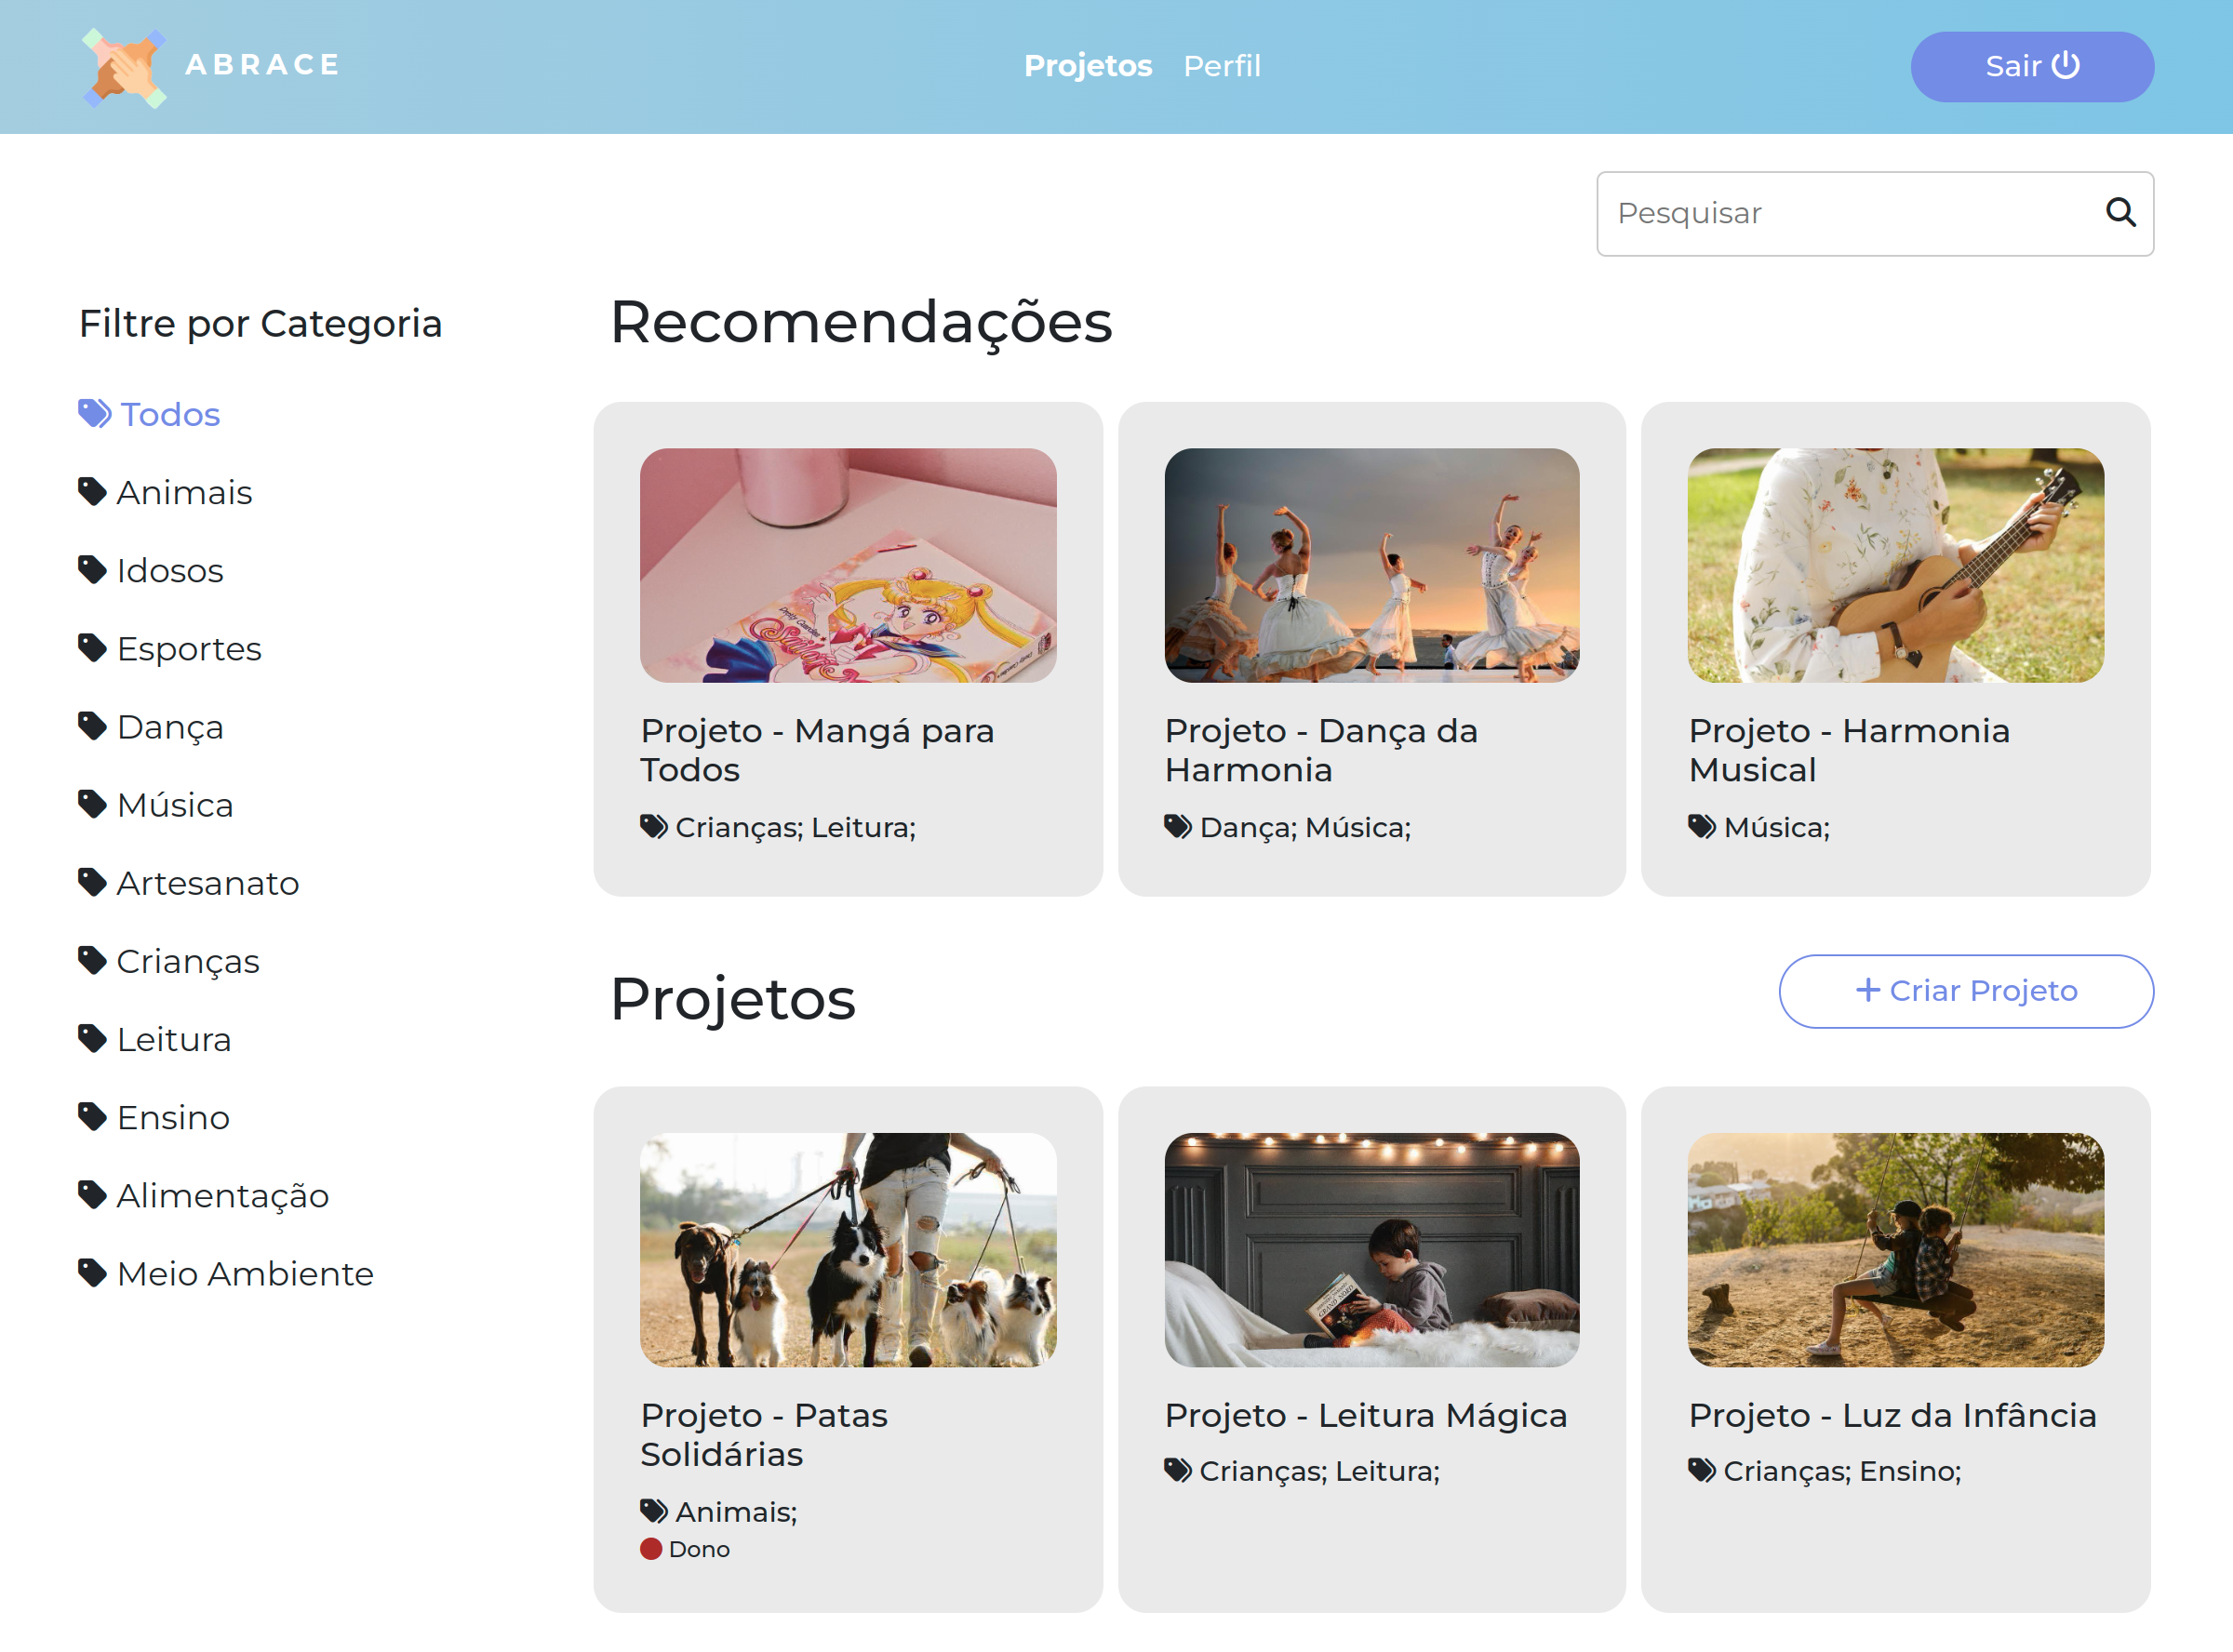 ABRACE
Projetos Perfil
Sair
Pesquisar
Filtre por Categoria
Todos
Animais
Idosos
Esportes
Dança
Música
Artesanato
Crianças
Leitura
Ensino
Alimentação
Meio Ambiente
Recomendações
Projeto - Mangá para
Todos
Crianças; Leitura;
Projeto - Dança da
Harmonia
Dança; Música;
Projeto - Harmonia
Musical
Música;
Projetos
+ Criar Projeto
Projeto - Patas
Solidárias
Animais;
Dono
Projeto - Leitura Mágica
Crianças; Leitura;
Projeto - Luz da Infância
Crianças; Ensino;